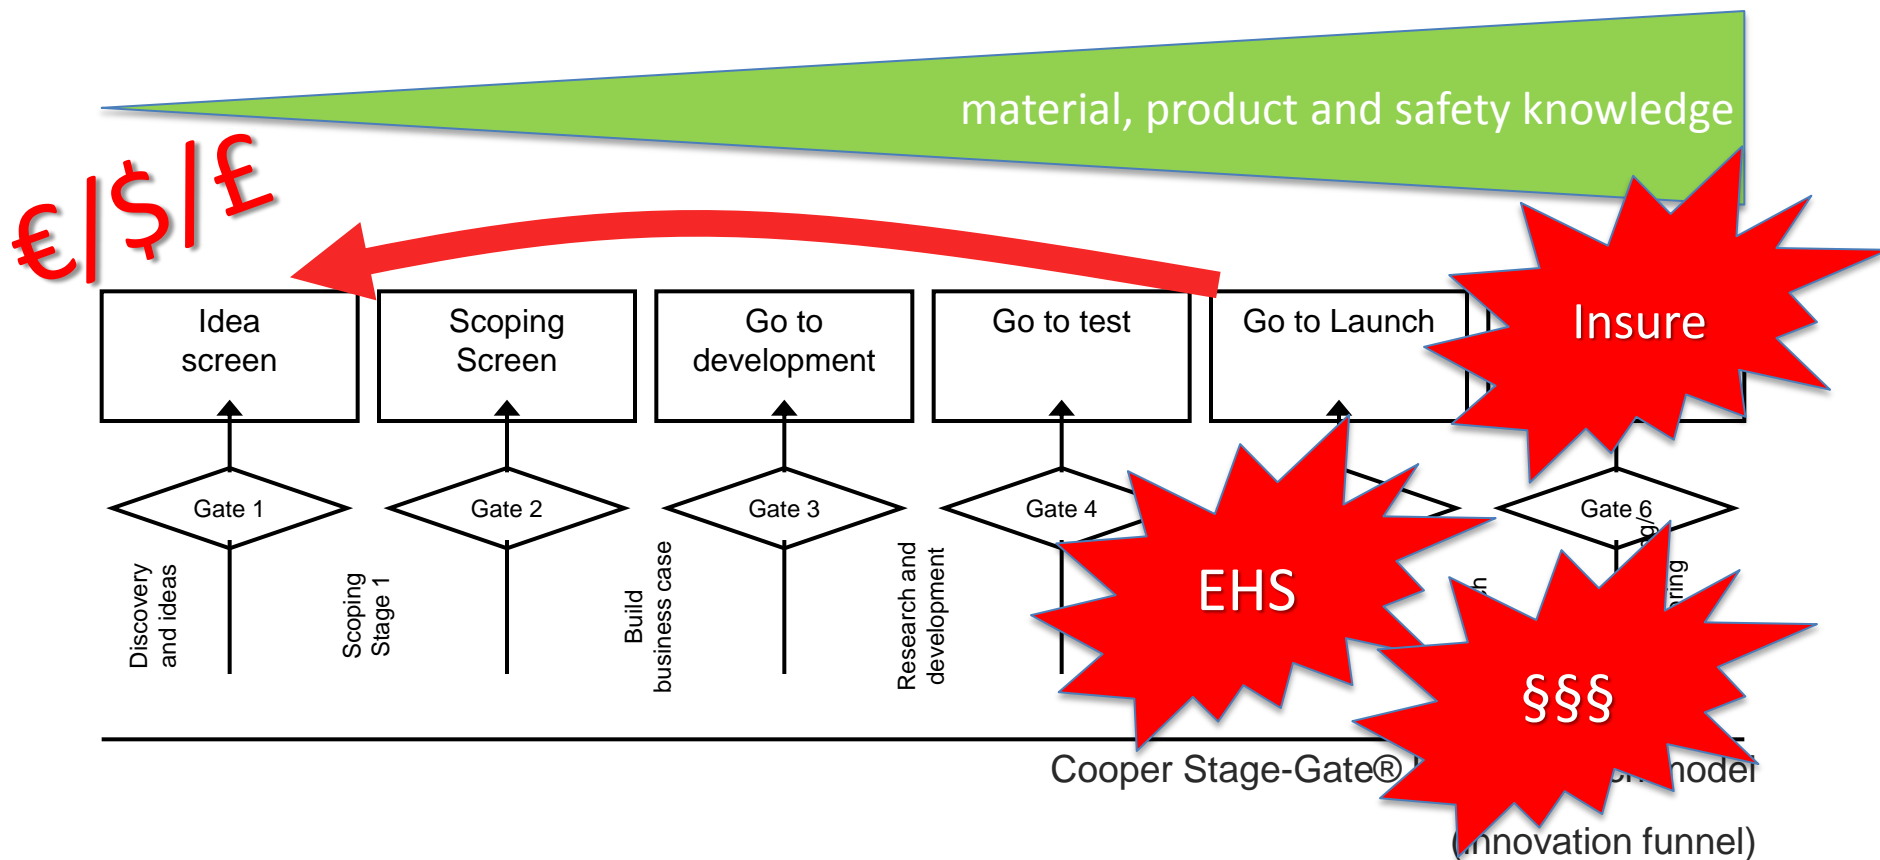 material, product and safety knowledge
€/$/£
Idea
screen
Scoping
Screen
Go to
development
Go to test
Go to Launch
Insure
Gate 1
Gate 2
Gate 3
Gate 4
Gate 6
Discovery
and ideas
Scoping
Stage 1
Build
business case
Research and
development
EHS
§§§
Cooper Stage-Gate® model
(innovation funnel)